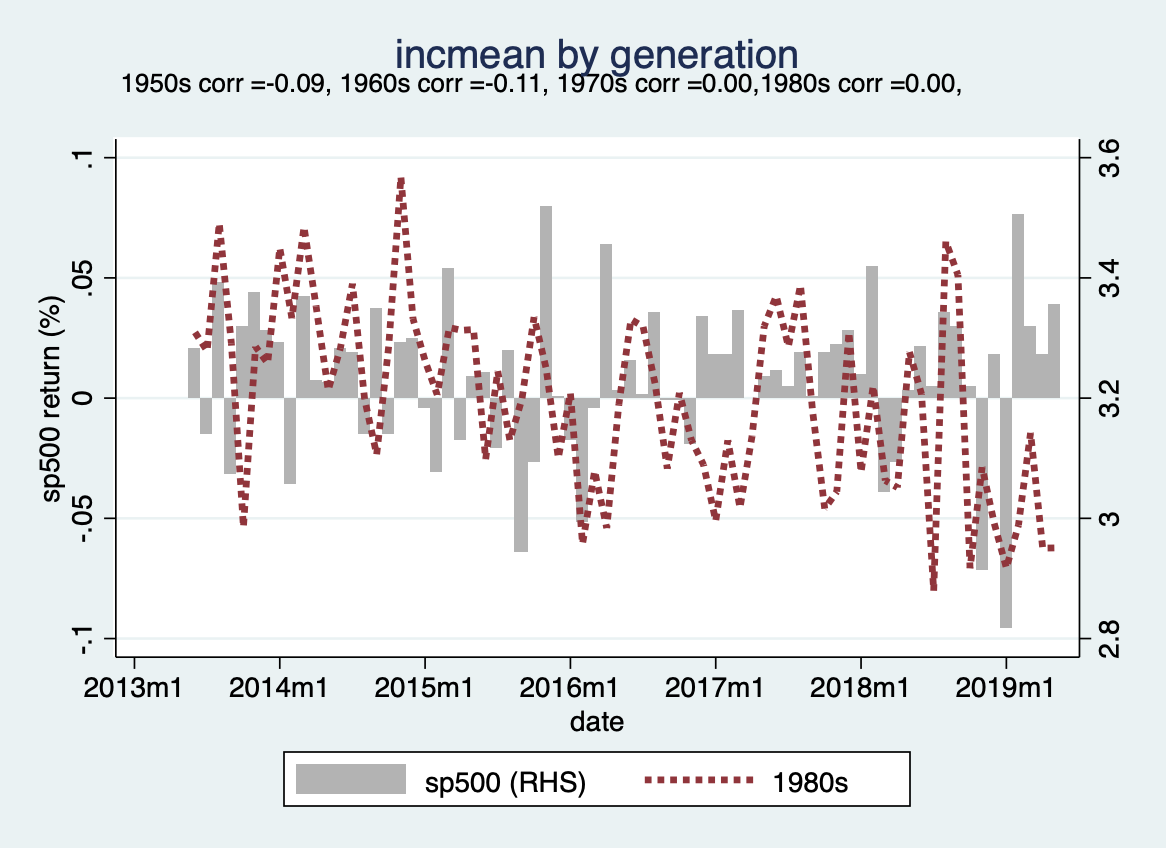 incmean by generation
1950s corr =-0.09, 1960s corr =-0.11, 1970s corr =0.00,1980s corr =0.00,
sp500 return (%)
.1
.05
0
-.05
-.1
3.6
3.4
3.2
3
2.8
2013m1 2014m1 2015m1 2016m1 2017m1 2018m1 2019m1
date
sp500 (RHS) 1980s